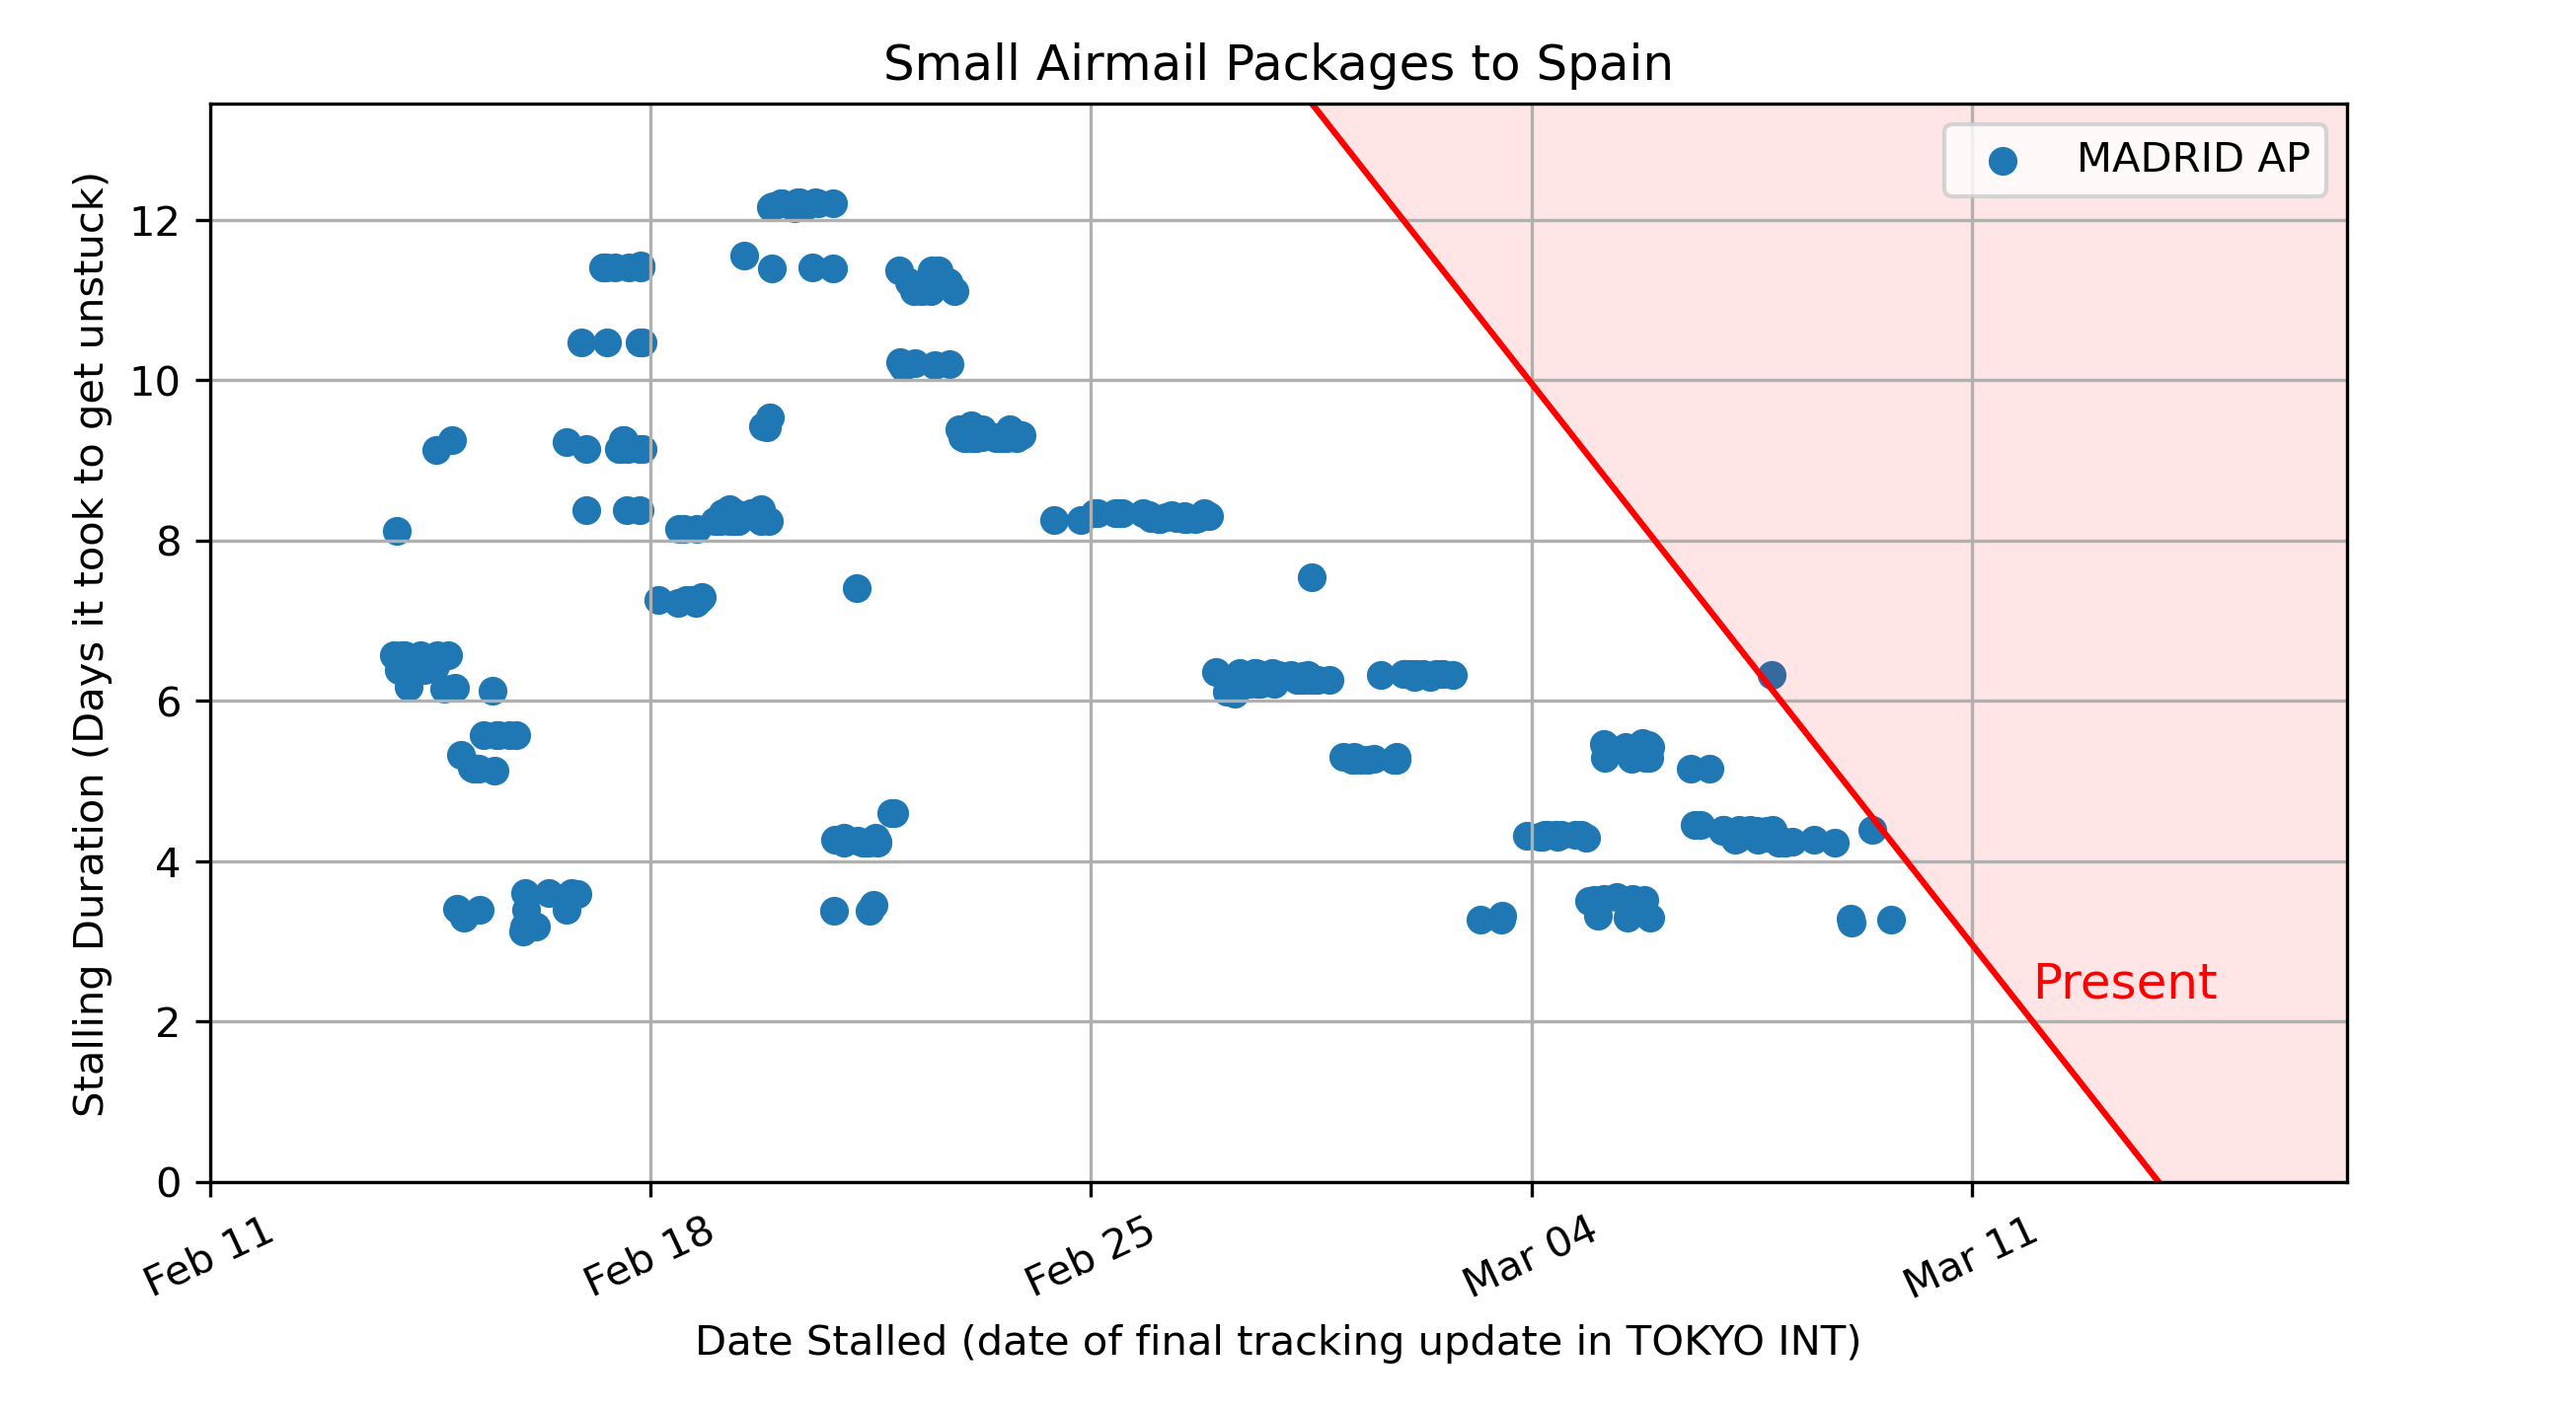 Small Airmail Packages to Spain
MADRID AP
Stalling Duration (Days it took to get unstuck)
12
10
8
6
4
2
0
Present
Feb 11
Feb 18
Feb 25
Mar 04
Mar 11
Date Stalled (date of final tracking update in TOKYO INT)